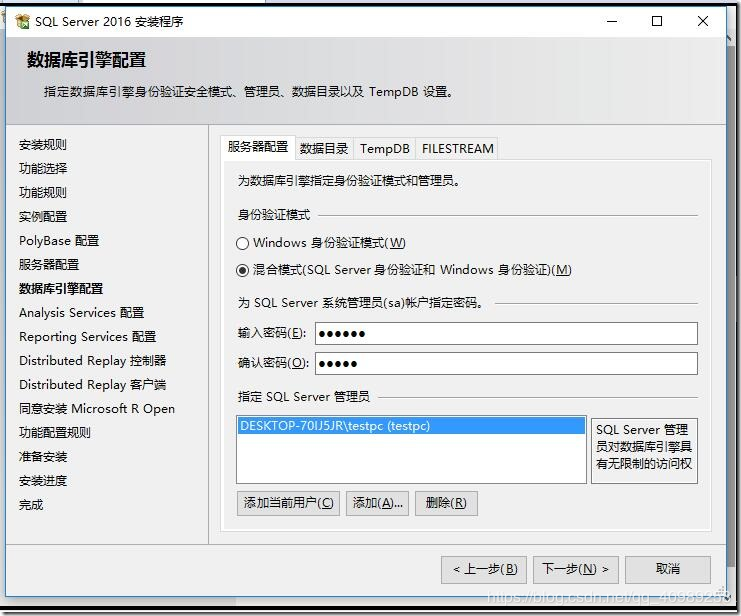 SQL Server 2016 安装程序
数据库引擎配置
指定数据库引擎身份验证安全模式、管理员、数据目录以及 TempDB 设置。
安装规则
功能选择
功能规则
实例配置
PolyBase 配置
服务器配置
数据库引擎配置
Analysis Services 配置
Reporting Services 配置
Distributed Replay 控制器
Distributed Replay 客户端
同意安装 Microsoft R Open
功能配置规则
准备安装
安装进度
完成
服务器配置 数据目录 TempDB FILESTREAM
为数据库引擎指定身份验证模式和管理员。
身份验证模式
Windows 身份验证模式(W)
混合模式(SQL Server 身份验证和 Windows 身份验证)(M)
为 SQL Server 系统管理员(sa)帐户指定密码。
输入密码(E): ●●●●●●
确认密码(O): ●●●●●
指定 SQL Server 管理员
DESKTOP-70IJ5JR\testpc (testpc)
SQL Server 管理
员对数据库引擎具
有无限制的访问权
添加当前用户(C) 添加(A)... 删除(R)
< 上一步(B) 下一步(N) > 取消